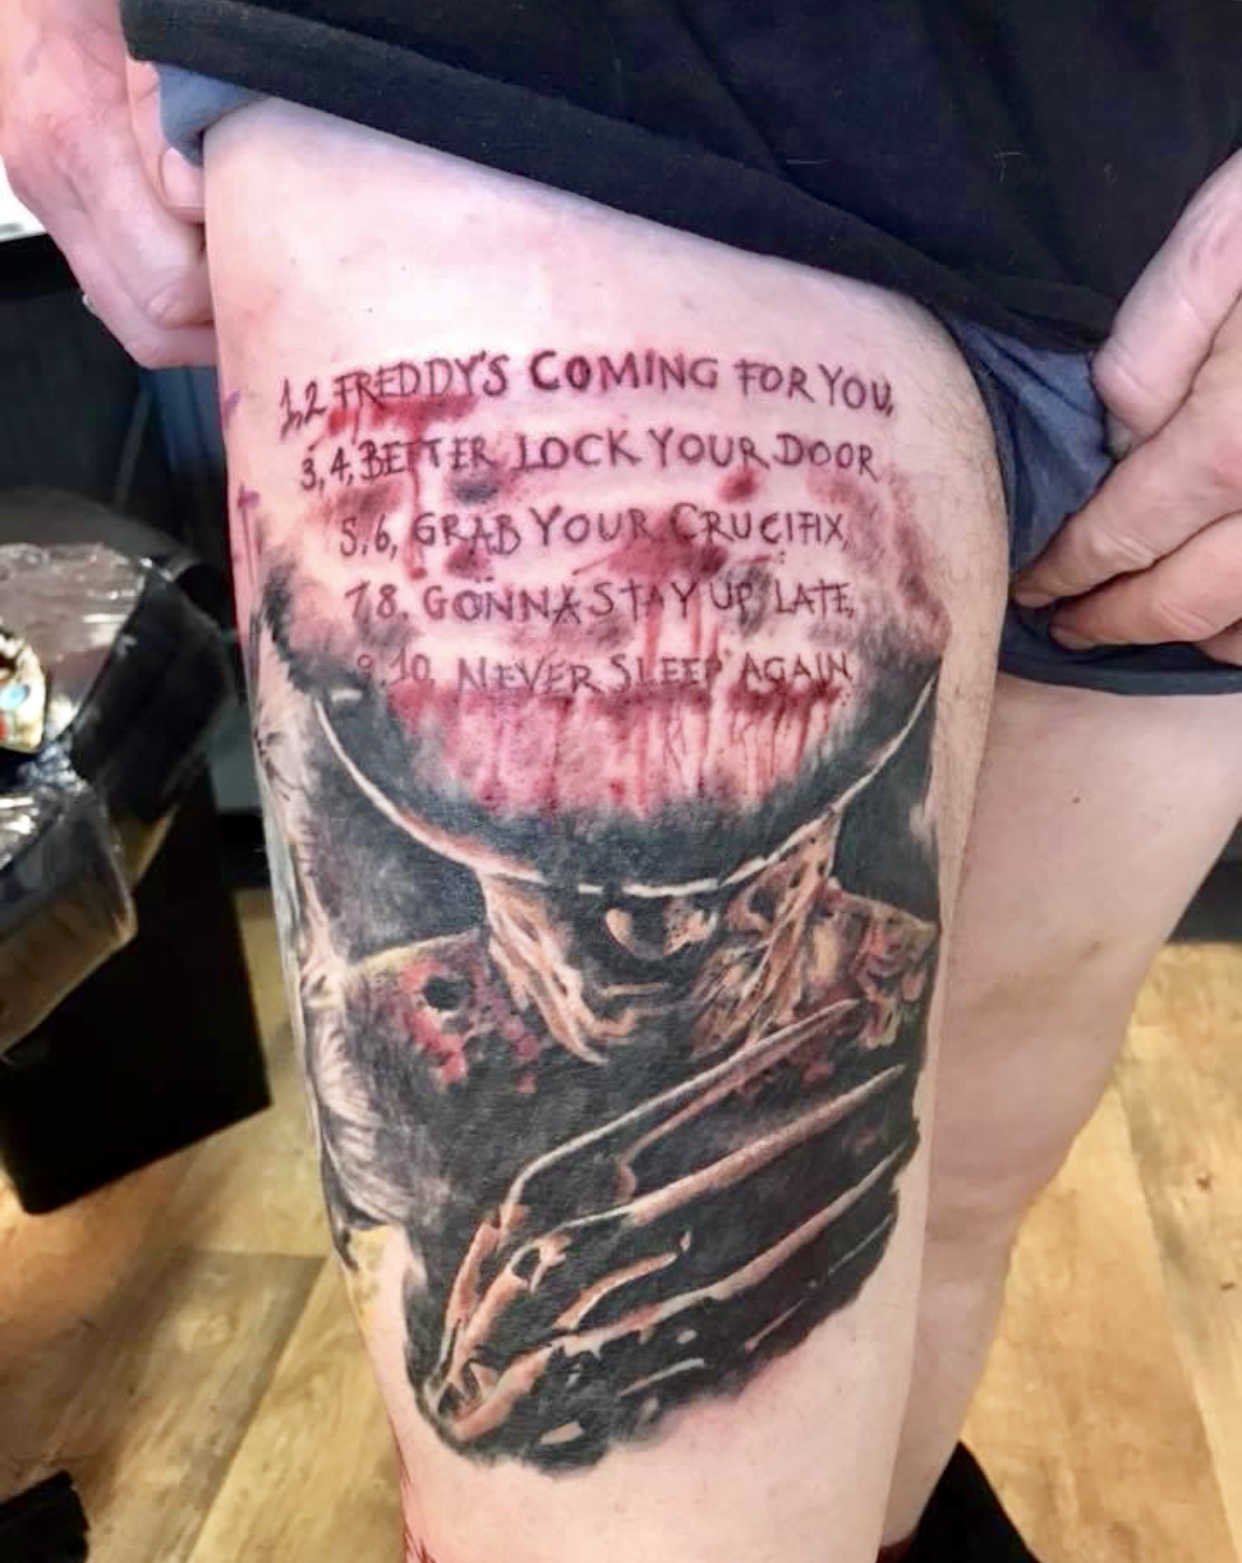 1,2 FREDDY'S COMING FOR YOU,
3,4, BETTER LOCK YOUR DOOR
5,6, GRAB YOUR CRUCIFIX,
7 8, GONNA STAY UP LATE,
9,10, NEVER SLEEP AGAIN